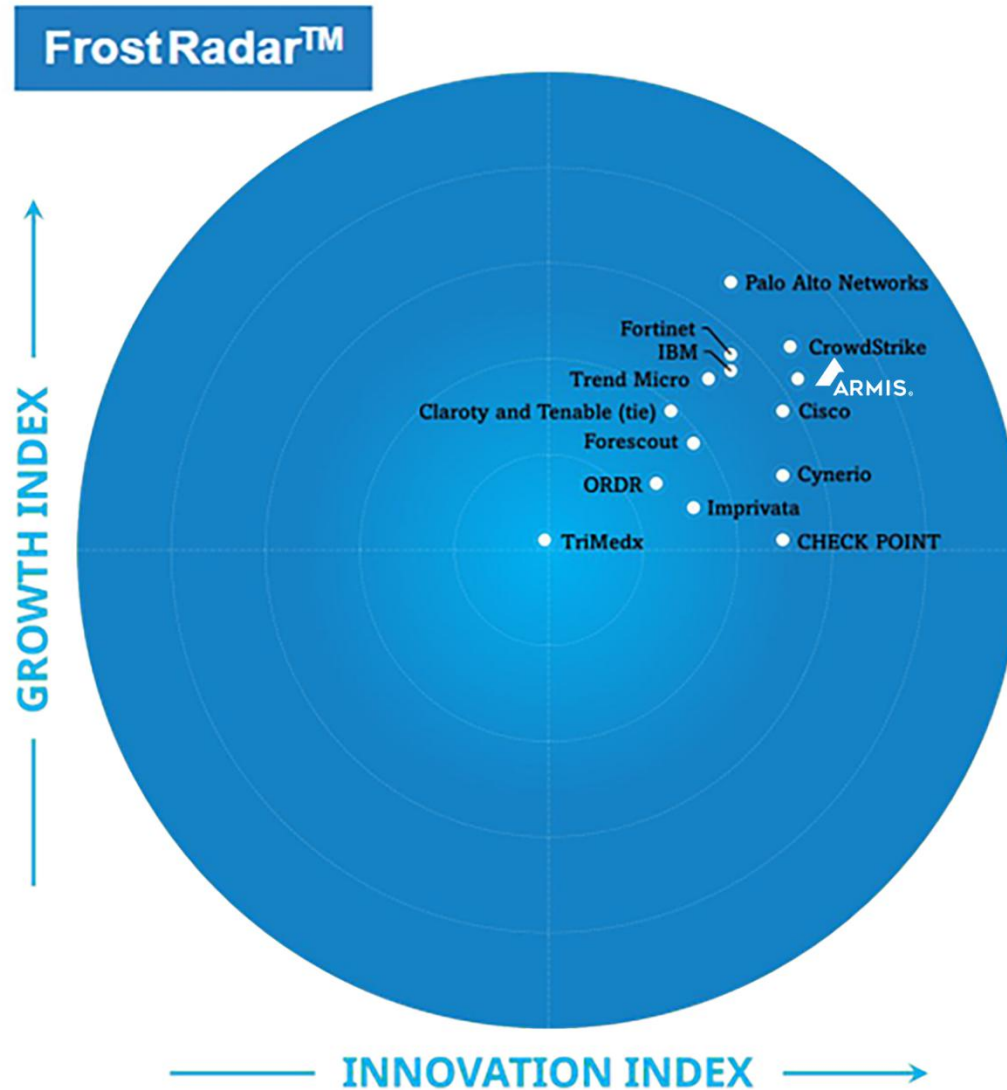 FrostRadar™
Palo Alto Networks
Fortinet
CrowdStrike
IBM
Trend Micro
ARMIS®
Claroty and Tenable (tie)
Cisco
Forescout
Cynerio
ORDR
Imprivata
TriMedx
CHECK POINT
GROWTH INDEX
INNOVATION INDEX